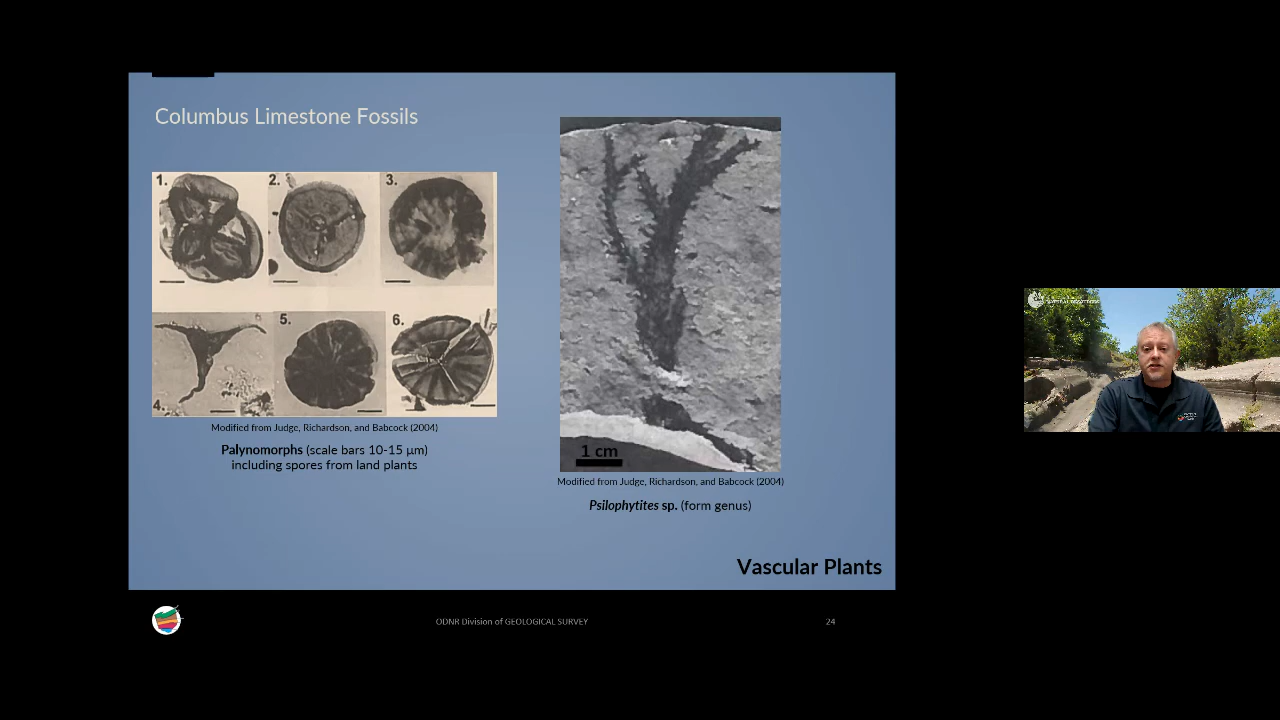 Columbus Limestone Fossils
1.
2.
3.
4.
5.
6.
Modified from Judge, Richardson, and Babcock (2004)
Palynomorphs (scale bars 10-15 µm)
including spores from land plants
1 cm
Modified from Judge, Richardson, and Babcock (2004)
Psilophytites sp. (form genus)
Vascular Plants
ODNR Division of GEOLOGICAL SURVEY
24